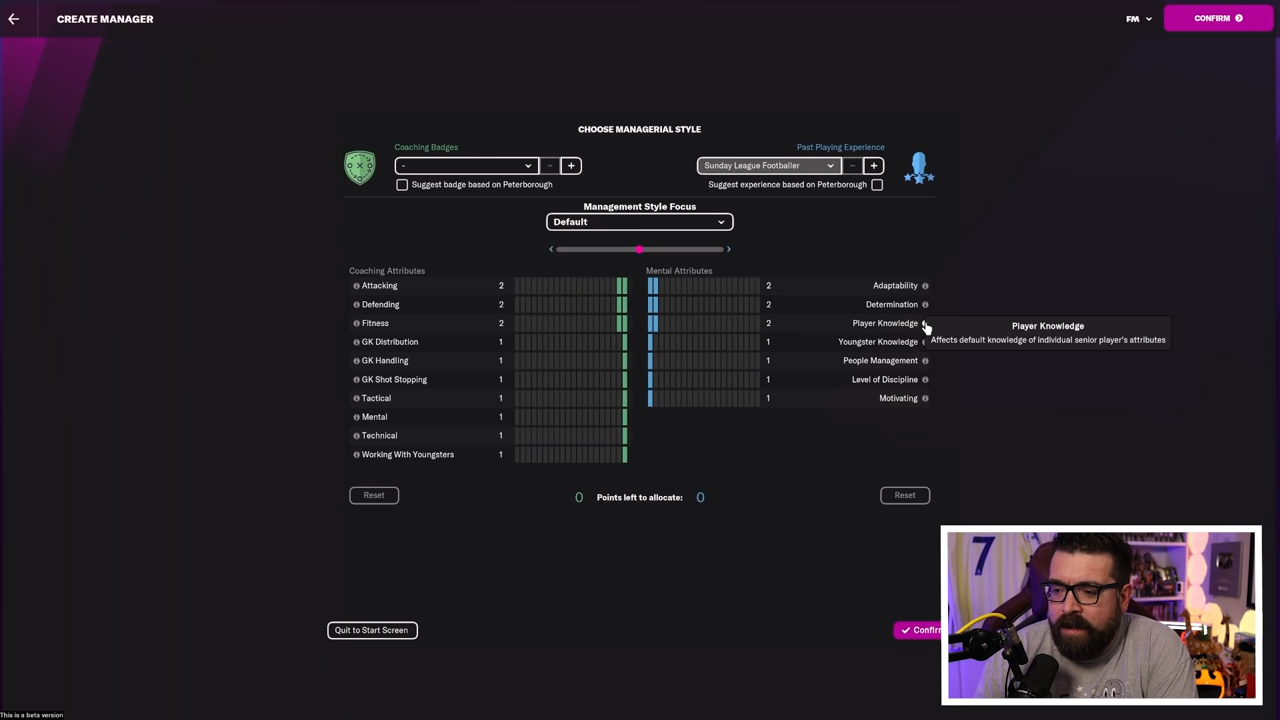 CREATE MANAGER
FM
CONFIRM
CHOOSE MANAGERIAL STYLE
Coaching Badges
Past Playing Experience
-
Sunday League Footballer
Suggest badge based on Peterborough
Suggest experience based on Peterborough
Management Style Focus
Default
Coaching Attributes
Mental Attributes
Attacking 2
2 Adaptability
Defending 2
2 Determination
Fitness 2
2 Player Knowledge
Player Knowledge
Affects default knowledge of individual senior player's attributes
GK Distribution 1
1 Youngster Knowledge
GK Handling 1
1 People Management
GK Shot Stopping 1
1 Level of Discipline
Tactical 1
1 Motivating
Mental 1
Technical 1
Working With Youngsters 1
Reset
0 Points left to allocate: 0
Reset
Quit to Start Screen
Confirm
7
This is a beta version